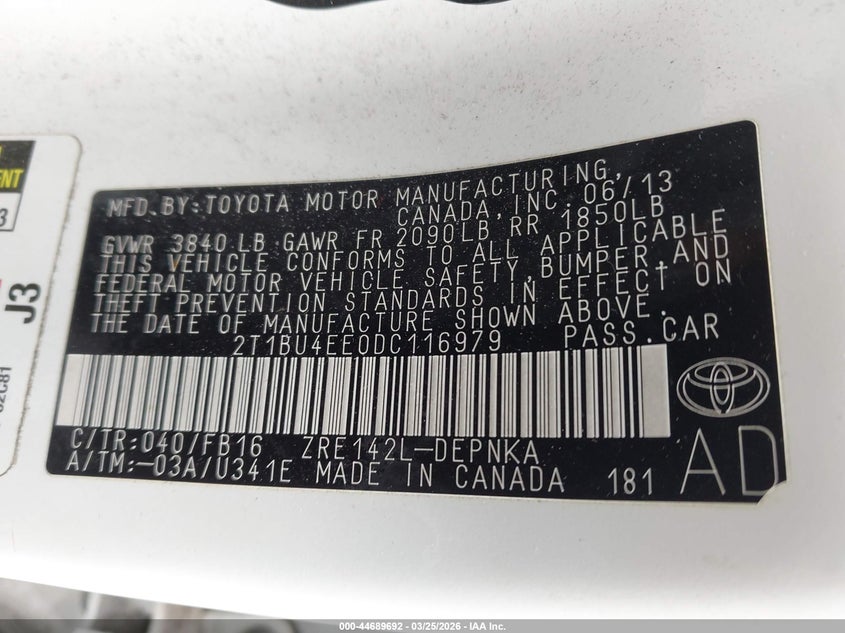 ENT
3
J3
MFD.BY:TOYOTA MOTOR MANUFACTURING,
CANADA, INC. 06/13
GVWR 3840 LB GAWR FR 2090LB RR 1850LB
THIS VEHICLE CONFORMS TO ALL APPLICABLE
FEDERAL MOTOR VEHICLE SAFETY, BUMPER, AND
THEFT PREVENTION STANDARDS IN EFFECT ON
THE DATE OF MANUFACTURE SHOWN ABOVE.
2T1BU4EE0DC116979 PASS.CAR
C/TR:040/FB16 ZRE142L-DEPNKA
A/TM:-03A/U341E MADE IN CANADA 181
AD
000-44689692 - 03/25/2026 - IAA Inc.